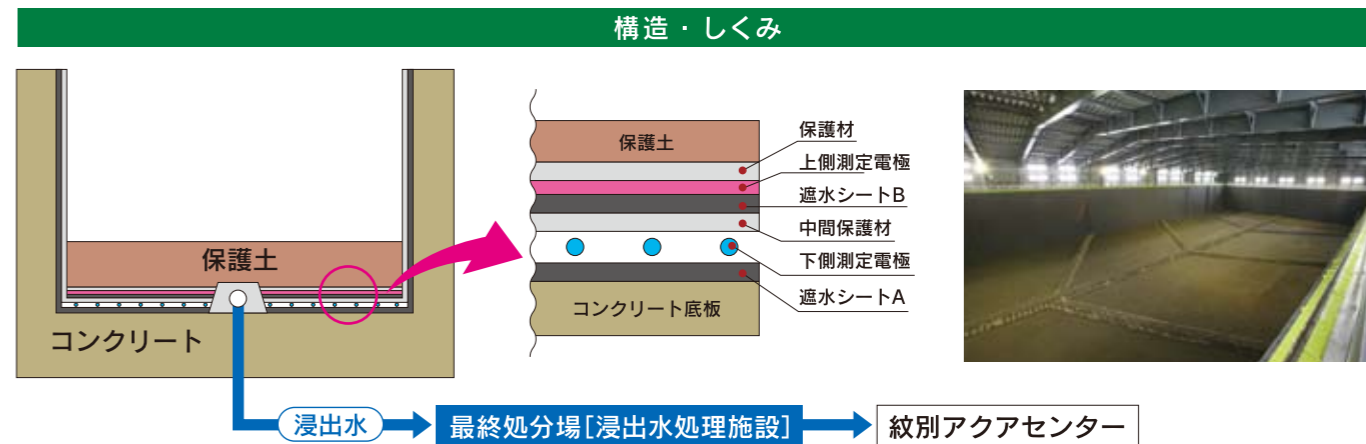 構造・しくみ
保護土
コンクリート
保護土
コンクリート底板
保護材
上側測定電極
遮水シートB
中間保護材
下側測定電極
遮水シートA
浸出水
最終処分場[浸出水処理施設]
紋別アクアセンター